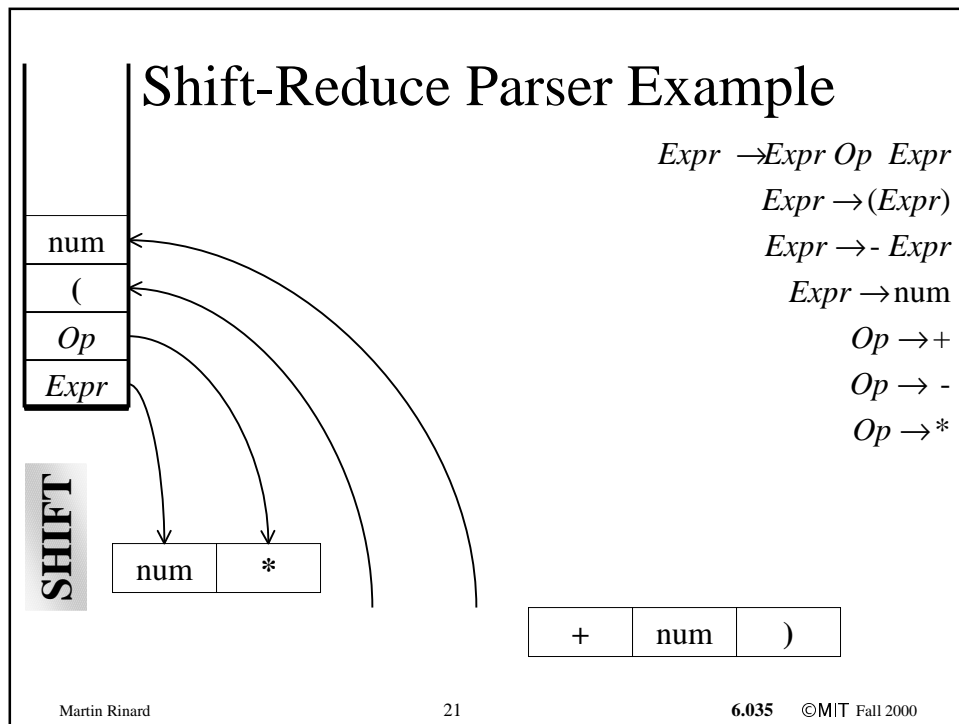 Shift-Reduce Parser Example
Expr → Expr Op Expr
Expr → (Expr)
Expr → - Expr
Expr → num
Op → +
Op → -
Op → *
num
(
Op
Expr
SHIFT
num *
+ num )
Martin Rinard 21 6.035 ©MIT Fall 2000